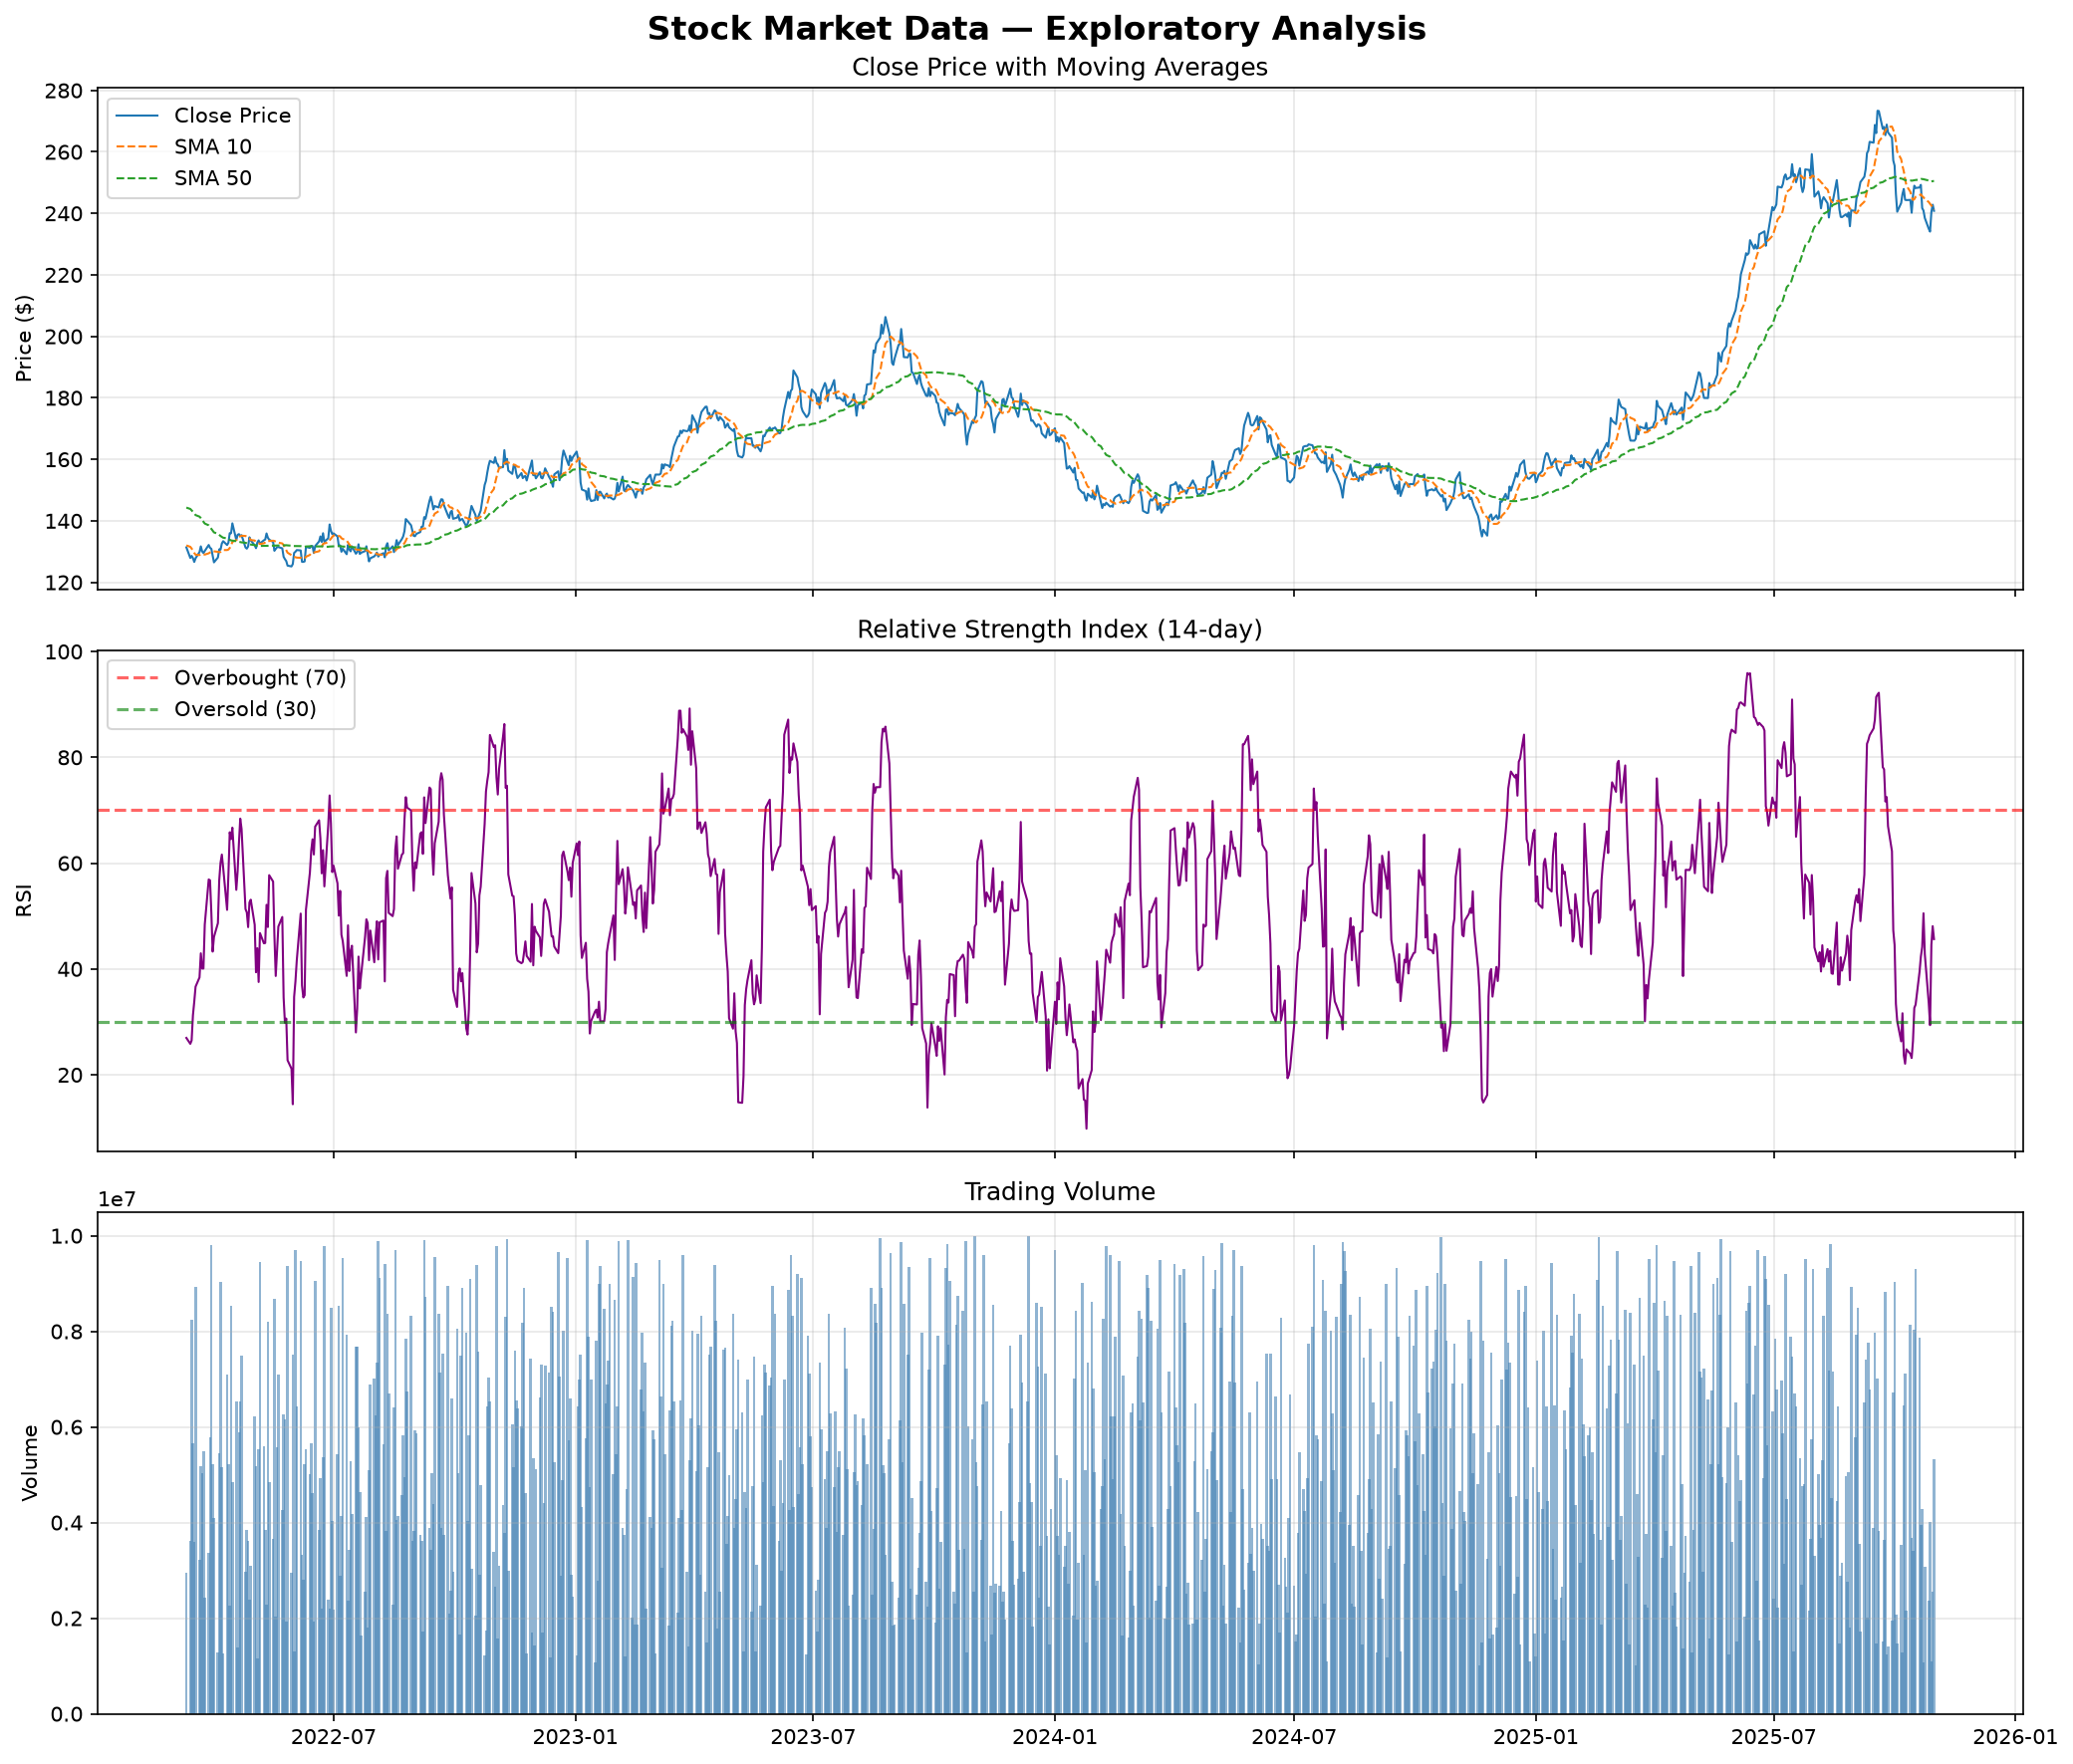 Stock Market Data — Exploratory Analysis
Close Price with Moving Averages
280
260
240
220
200
180
160
140
120
Price ($)
Close Price
SMA 10
SMA 50
Relative Strength Index (14-day)
100
80
60
40
20
RSI
Overbought (70)
Oversold (30)
Trading Volume
1e7
1.0
0.8
0.6
0.4
0.2
0.0
Volume
2022-07
2023-01
2023-07
2024-01
2024-07
2025-01
2025-07
2026-01